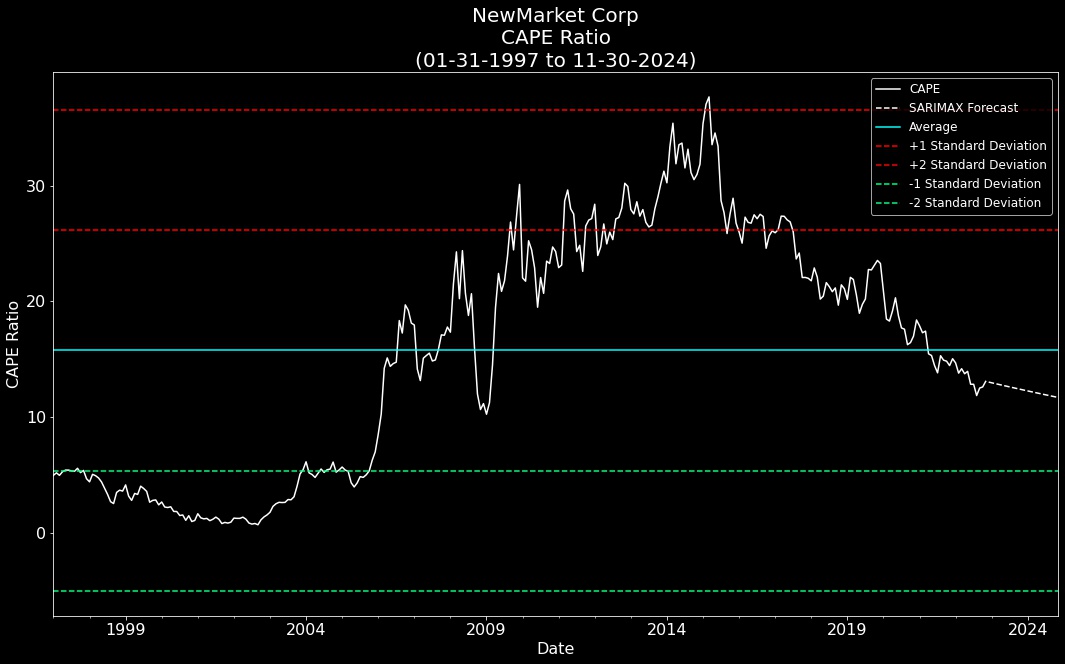 NewMarket Corp
CAPE Ratio
(01-31-1997 to 11-30-2024)
CAPE
SARIMAX Forecast
Average
+1 Standard Deviation
+2 Standard Deviation
-1 Standard Deviation
-2 Standard Deviation
CAPE Ratio
30
20
10
0
1999 2004 2009 2014 2019 2024
Date